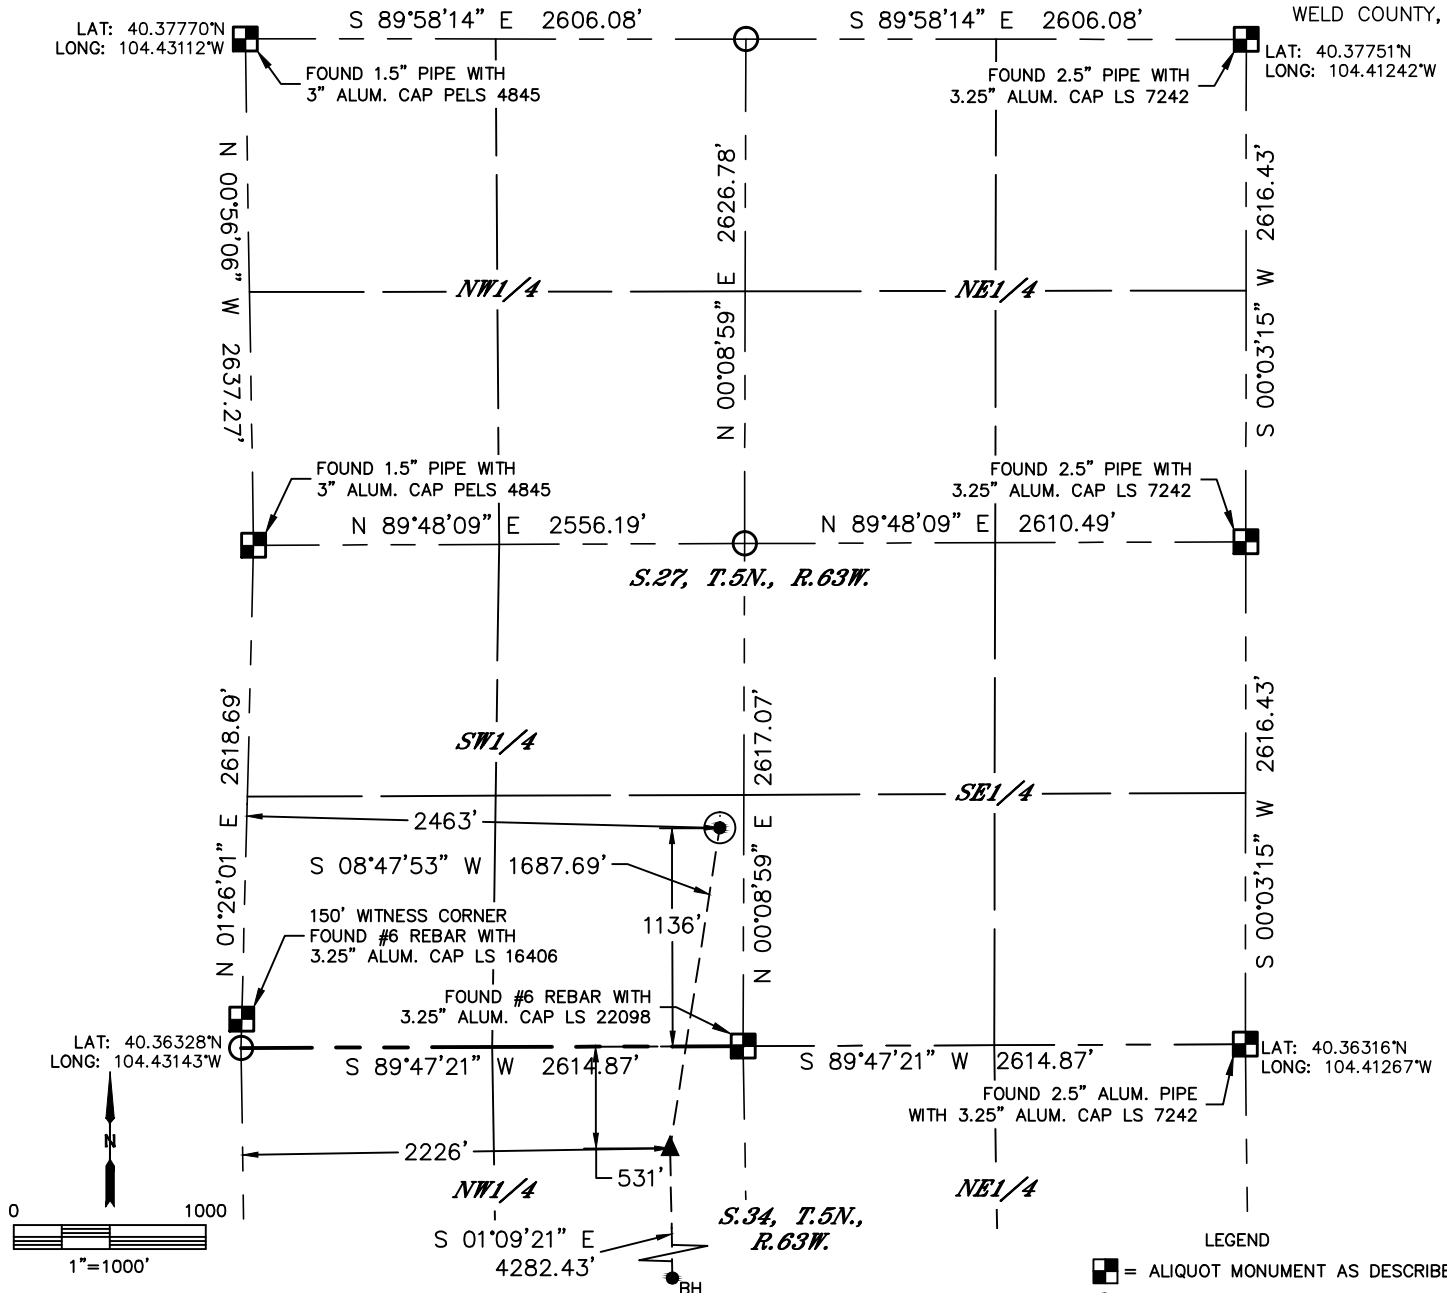 S 89°58'14" E 2606.08'
S 89°58'14" E 2606.08'
WELD COUNTY,
LAT: 40.37770°N
LONG: 104.43112°W
LAT: 40.37751°N
LONG: 104.41242°W
FOUND 1.5" PIPE WITH
3" ALUM. CAP PELS 4845
FOUND 2.5" PIPE WITH
3.25" ALUM. CAP LS 7242
N 00°56'06" W 2637.27'
N 00°08'59" E 2626.78'
S 00°03'15" W 2616.43'
NW1/4
NE1/4
FOUND 1.5" PIPE WITH
3" ALUM. CAP PELS 4845
FOUND 2.5" PIPE WITH
3.25" ALUM. CAP LS 7242
N 89°48'09" E 2556.19'
N 89°48'09" E 2610.49'
S.27, T.5N., R.63W.
N 01°26'01" E 2618.69'
N 00°08'59" E 2617.07'
S 00°03'15" W 2616.43'
SW1/4
SE1/4
2463'
S 08°47'53" W 1687.69'
1136'
150' WITNESS CORNER
FOUND #6 REBAR WITH
3.25" ALUM. CAP LS 16406
FOUND #6 REBAR WITH
3.25" ALUM. CAP LS 22098
LAT: 40.36328°N
LONG: 104.43143°W
S 89°47'21" W 2614.87'
S 89°47'21" W 2614.87'
LAT: 40.36316°N
LONG: 104.41267°W
FOUND 2.5" ALUM. PIPE
WITH 3.25" ALUM. CAP LS 7242
N
2226'
531'
NW1/4
NE1/4
S.34, T.5N.,
R.63W.
0 1000
1"=1000'
S 01°09'21" E
4282.43'
BH
LEGEND
= ALIQUOT MONUMENT AS DESCRIBE